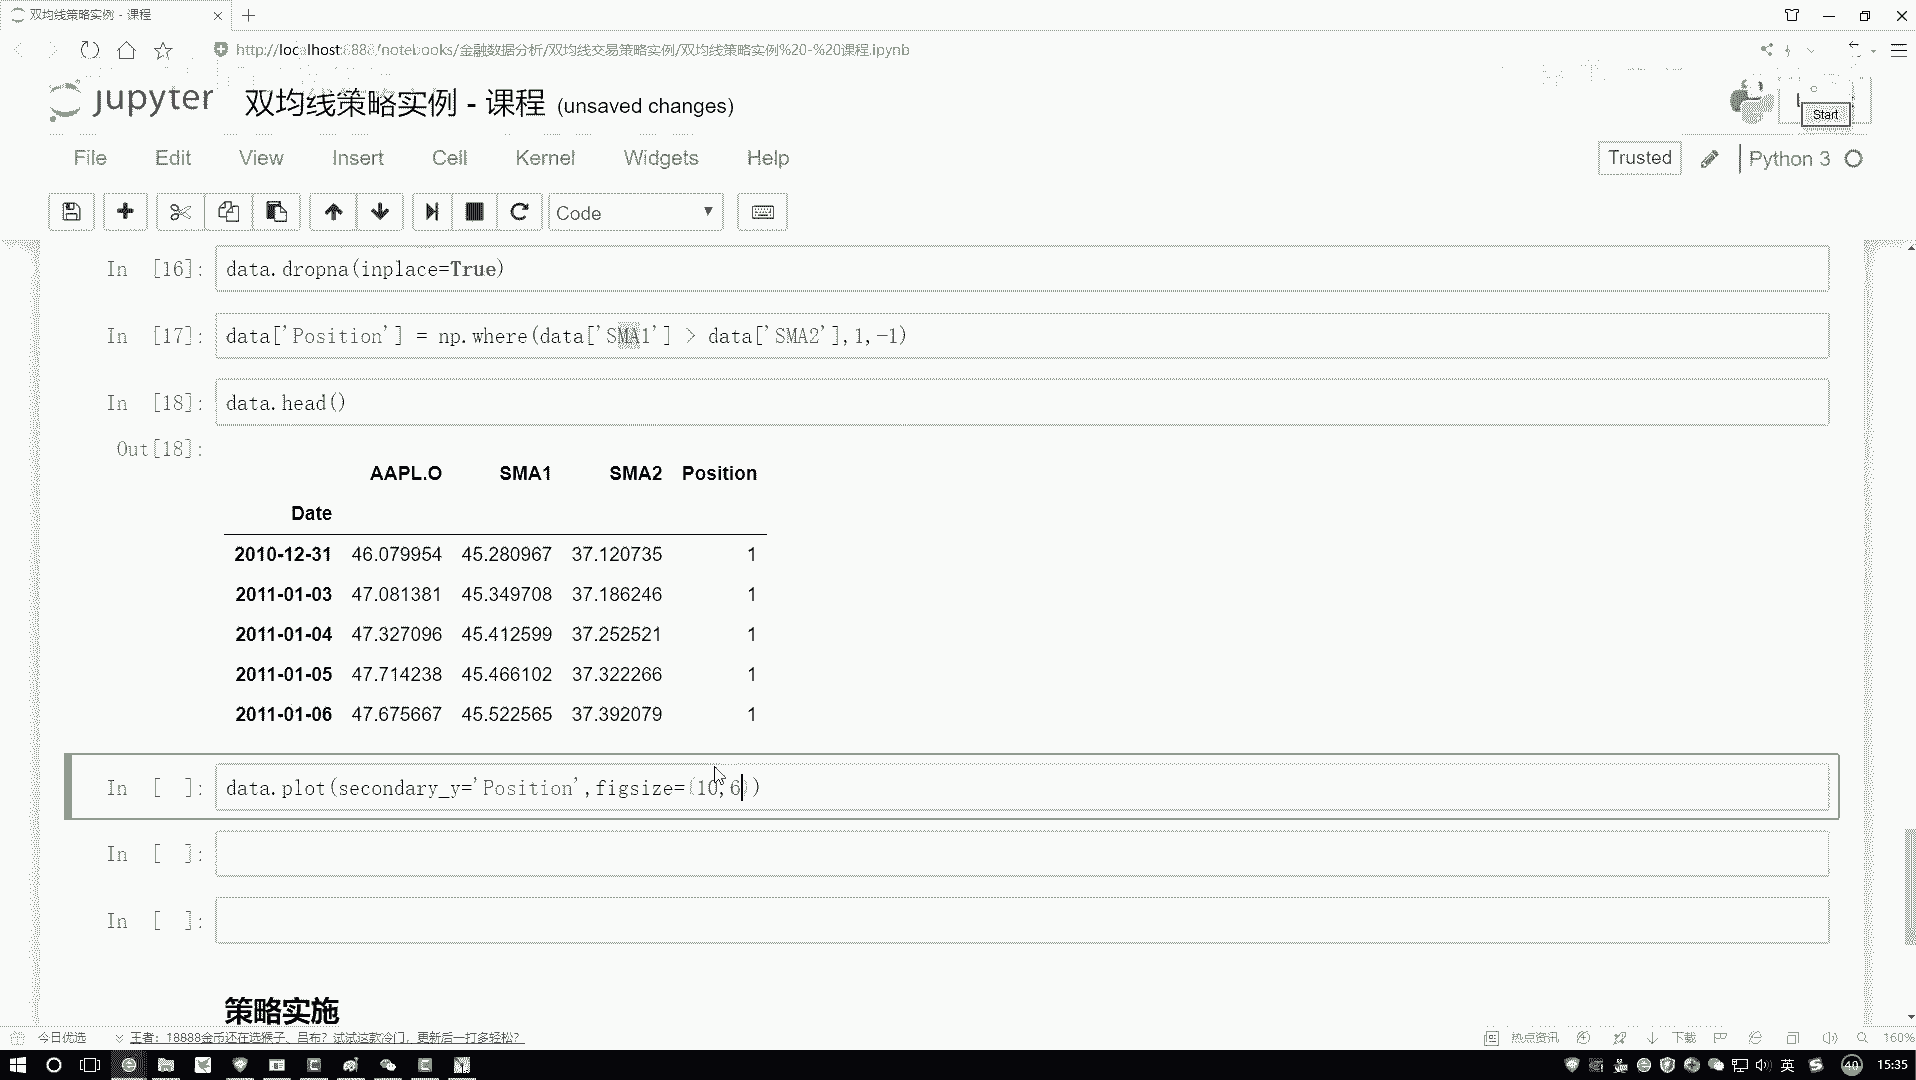 双均线策略实例 - 课程
http://localhost:8888/notebooks/金融数据分析/双均线交易策略实例/双均线策略实例%20-%20课程.ipynb
jupyter 双均线策略实例 - 课程 (unsaved changes)
Start
File Edit View Insert Cell Kernel Widgets Help
Trusted Python 3
Code
In [16]: data.dropna(inplace=True)
In [17]: data['Position'] = np.where(data['SMA1'] > data['SMA2'],1,-1)
In [18]: data.head()
Out[18]:
AAPL.O SMA1 SMA2 Position
Date
2010-12-31 46.079954 45.280967 37.120735 1
2011-01-03 47.081381 45.349708 37.186246 1
2011-01-04 47.327096 45.412599 37.252521 1
2011-01-05 47.714238 45.466102 37.322266 1
2011-01-06 47.675667 45.522565 37.392079 1
In [ ]: data.plot(secondary_y='Position',figsize=(10,6))
In [ ]:
In [ ]:
策略实施
今日优选 王者：18888金币还在选猴子、吕布？试试这款冷门，更新后一打多轻松？ 热点资讯 下载 160%
英 40 15:35